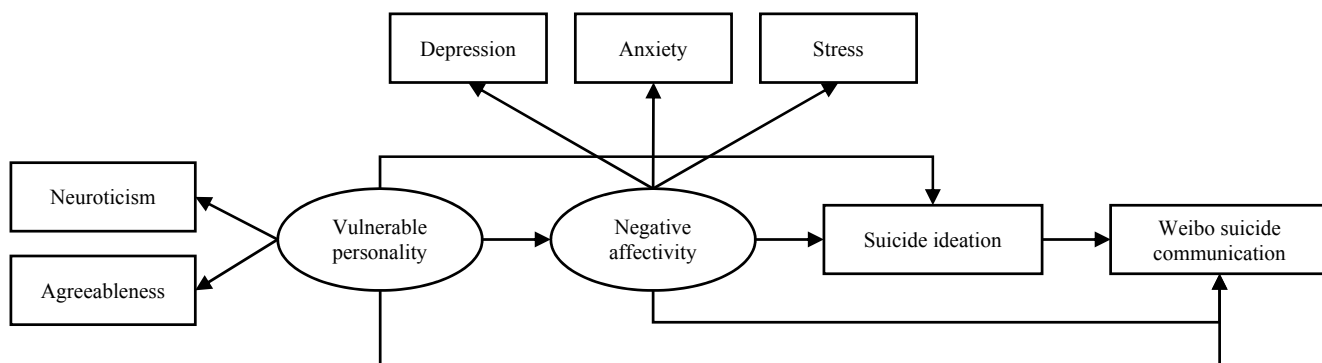 Depression
Anxiety
Stress
Neuroticism
Agreeableness
Vulnerable
personality
Negative
affectivity
Suicide ideation
Weibo suicide
communication